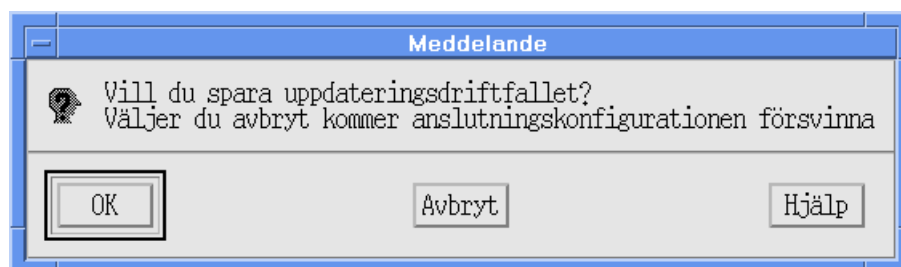 Meddelande
Vill du spara uppdateringsdriftfallet?
Väljer du avbryt kommer anslutningskonfigurationen försvinna
OK Avbryt Hjälp